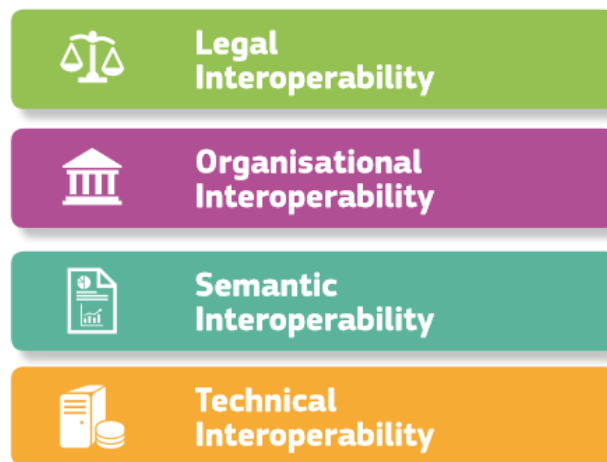 Legal
Interoperability
Organisational
Interoperability
Semantic
Interoperability
Technical
Interoperability